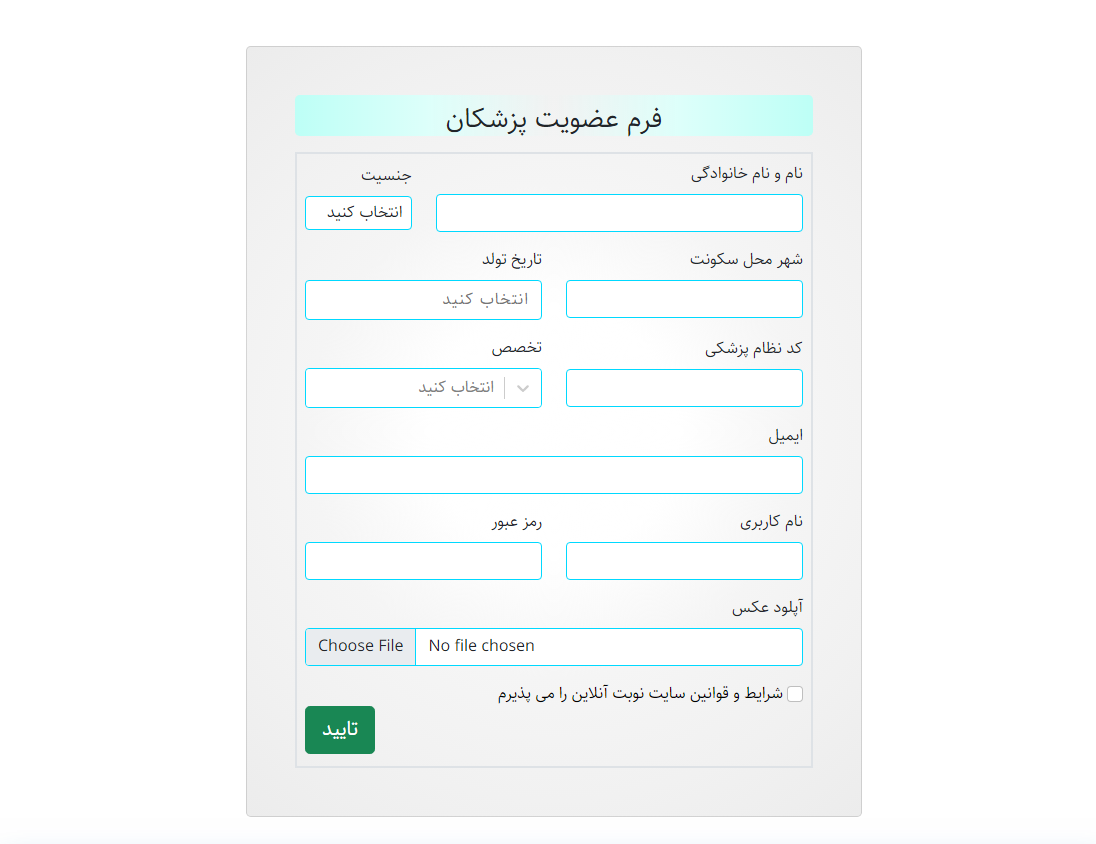 فرم عضویت پزشکان
نام و نام خانوادگی
جنسیت
انتخاب کنید
شهر محل سکونت
تاریخ تولد
انتخاب کنید
کد نظام پزشکی
تخصص
انتخاب کنید
ایمیل
نام کاربری
رمز عبور
آپلود عکس
Choose File No file chosen
شرایط و قوانین سایت نوبت آنلاین را می پذیرم
تایید